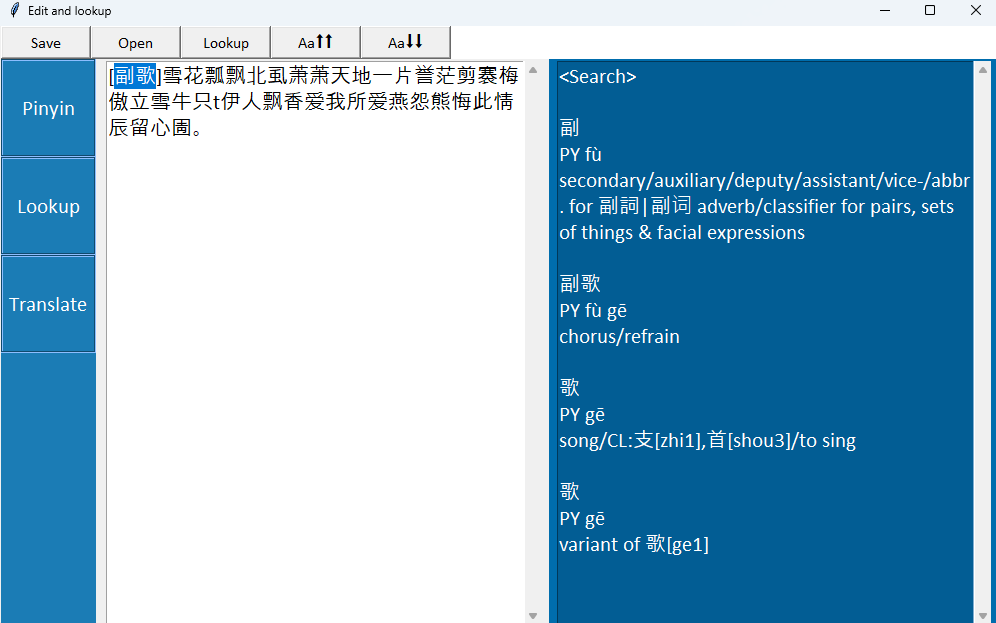 Edit and lookup
Save
Open
Lookup
Aa⬆⬆
Aa⬇⬇
Pinyin
Lookup
Translate
[副歌]雪花瓢飘北虱萧萧天地一片誉茫剪赛梅
傲立雪牛只t伊人飘香爱我所爱燕怨熊悔此情
辰留心圃。
<Search>
副
PY fù
secondary/auxiliary/deputy/assistant/vice-/abbr
. for 副詞|副词 adverb/classifier for pairs, sets
of things & facial expressions
副歌
PY fù gē
chorus/refrain
歌
PY gē
song/CL:支[zhi1],首[shou3]/to sing
歌
PY gē
variant of 歌[ge1]